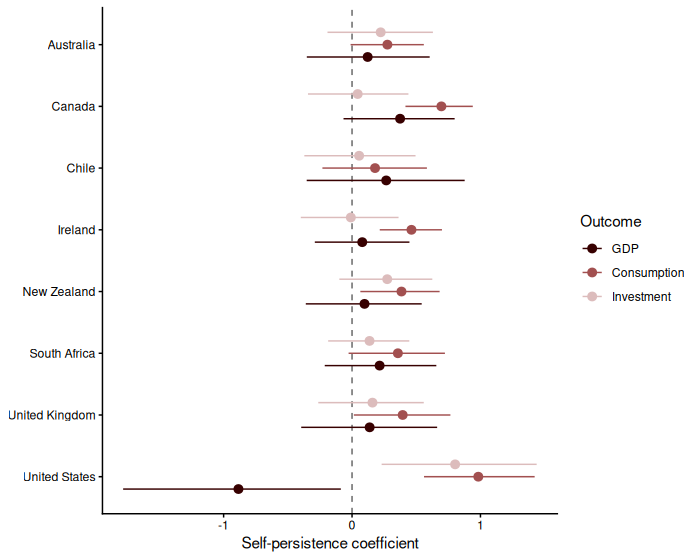 Australia
Canada
Chile
Ireland
New Zealand
South Africa
United Kingdom
United States
-1
0
1
Self-persistence coefficient
Outcome
GDP
Consumption
Investment